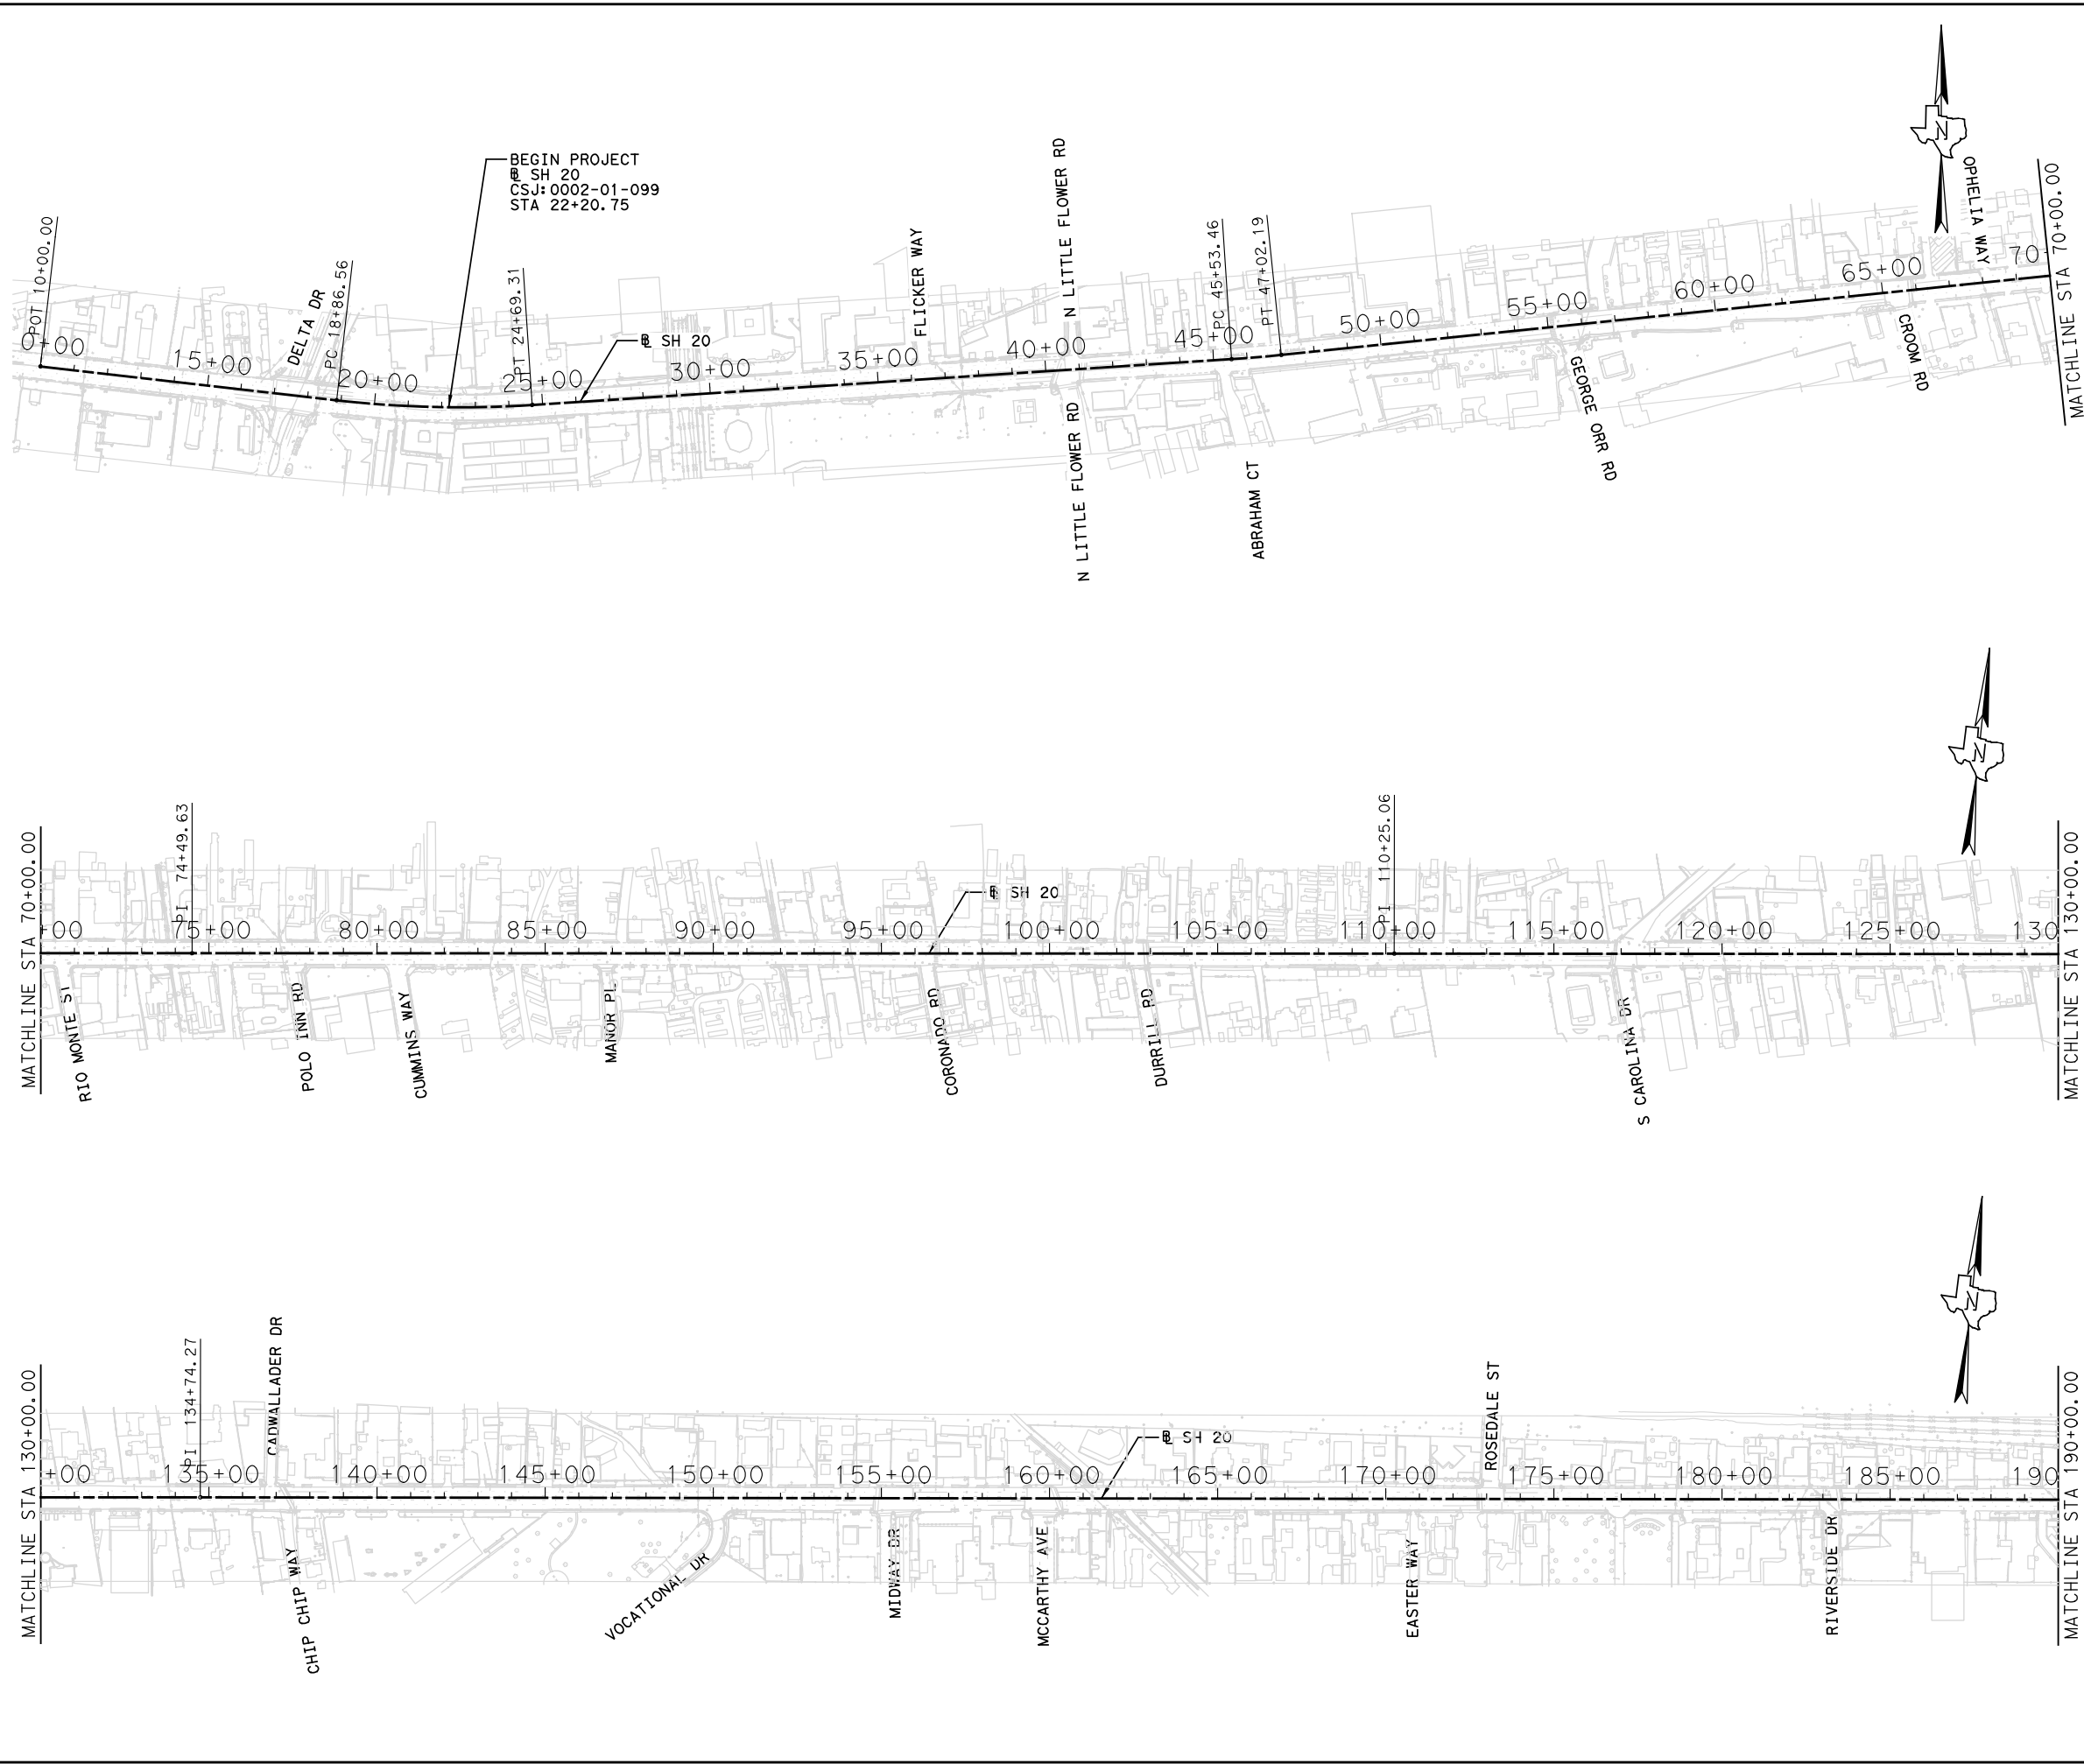 BEGIN PROJECT
BL SH 20
CSJ: 0002-01-099
STA 22+20.75
POT 10+00.00
0+00
15+00
DELTA DR
PC 18+86.56
20+00
PT 24+69.31
25+00
BL SH 20
30+00
35+00
FLICKER WAY
40+00
N LITTLE FLOWER RD
N LITTLE FLOWER RD
45+00
PC 45+53.46
PT 47+02.19
ABRAHAM CT
50+00
55+00
GEORGE ORR RD
60+00
65+00
CROOM RD
OPHELIA WAY
N
70
MATCHLINE STA 70+00.00
MATCHLINE STA 70+00.00
+00
RIO MONTE ST
PI 74+49.63
75+00
POLO INN RD
80+00
CUMMINS WAY
85+00
MANOR PL
90+00
95+00
BL SH 20
CORONADO RD
100+00
DURRILL RD
105+00
PI 110+25.06
110+00
115+00
S CAROLINA DR
120+00
125+00
130
N
MATCHLINE STA 130+00.00
MATCHLINE STA 130+00.00
+00
PI 134+74.27
135+00
CADWALLADER DR
CHIP CHIP WAY
140+00
145+00
VOCATIONAL DR
150+00
155+00
MIDWAY DR
160+00
MCCARTHY AVE
BL SH 20
165+00
170+00
EASTER WAY
ROSEDALE ST
175+00
180+00
RIVERSIDE DR
185+00
190
N
MATCHLINE STA 190+00.00